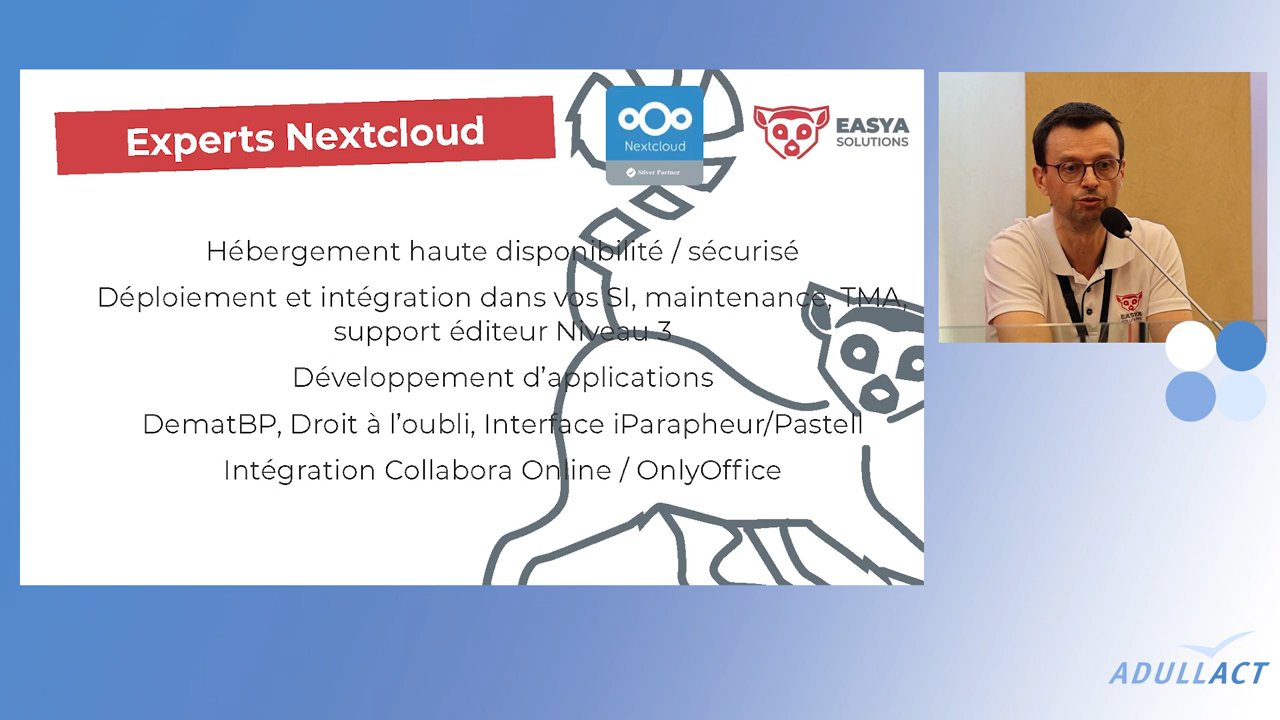 Experts Nextcloud
Nextcloud
Silver Partner
EASYA
SOLUTIONS
Hébergement haute disponibilité / sécurisé
Déploiement et intégration dans vos SI, maintenance, TMA,
support éditeur Niveau 3
Développement d’applications
DematBP, Droit à l’oubli, Interface iParapheur/Pastell
Intégration Collabora Online / OnlyOffice
EASYA
ADULLACT